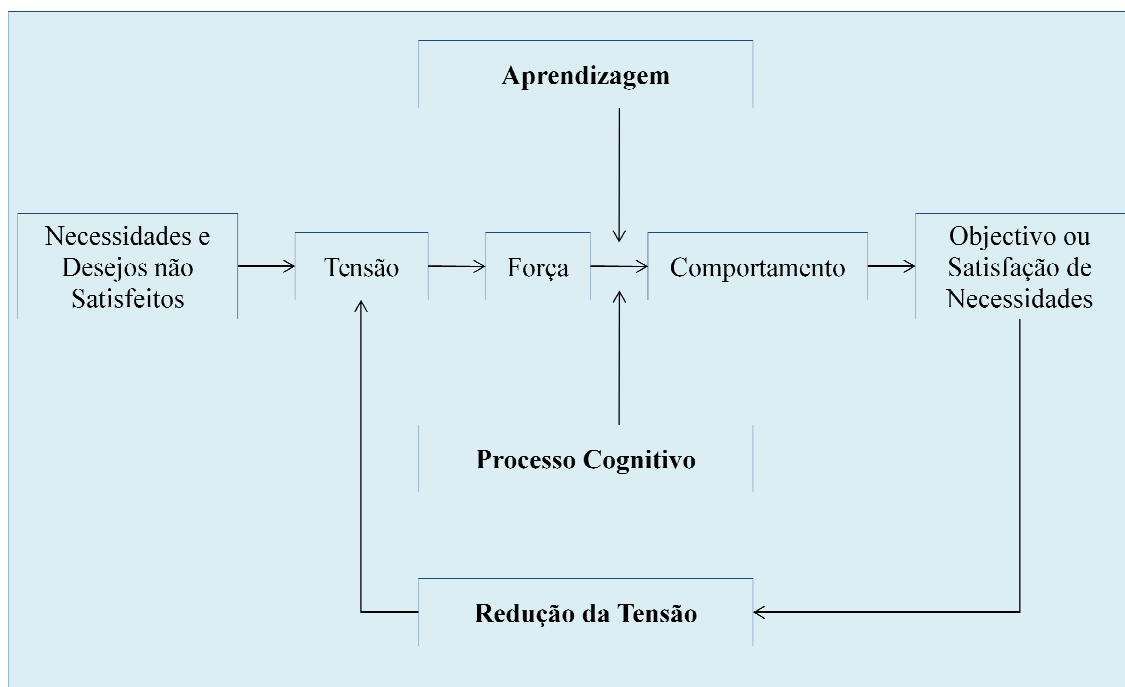 Aprendizagem
Necessidades e
Desejos não
Satisfeitos
Tensão
Força
Comportamento
Objectivo ou
Satisfação de
Necessidades
Processo Cognitivo
Redução da Tensão